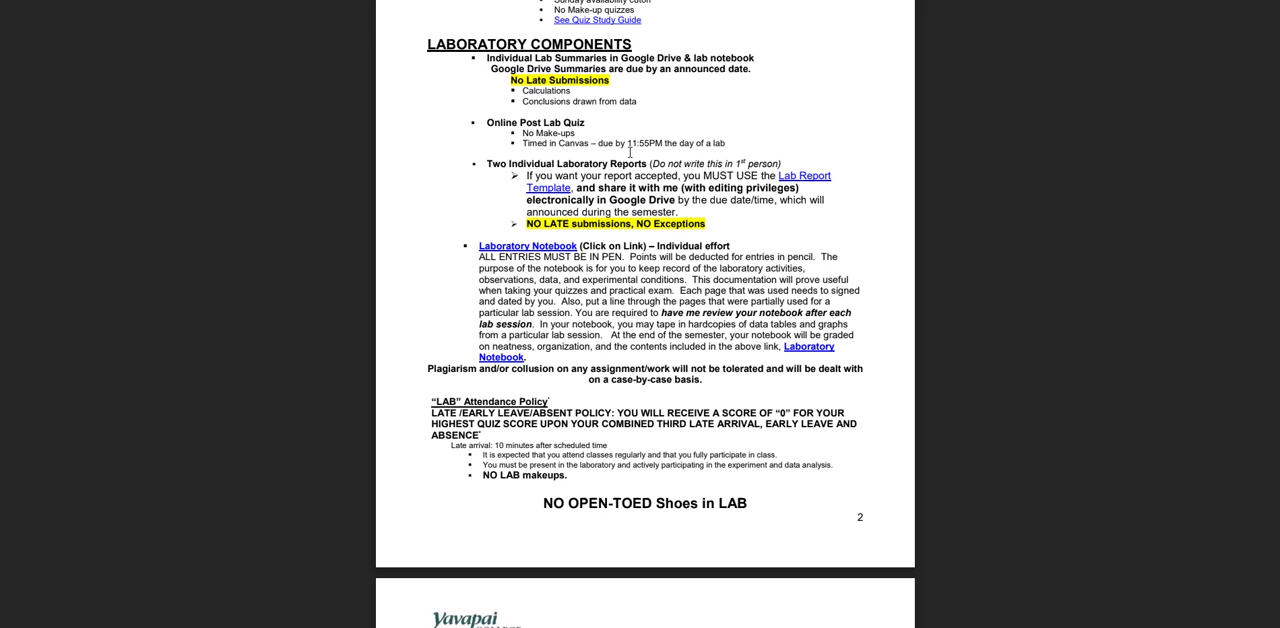 Sunday availability cutoff
• No Make-up quizzes
• See Quiz Study Guide
LABORATORY COMPONENTS
▪ Individual Lab Summaries in Google Drive & lab notebook
Google Drive Summaries are due by an announced date.
No Late Submissions
▪ Calculations
▪ Conclusions drawn from data
▪ Online Post Lab Quiz
▪ No Make-ups
▪ Timed in Canvas – due by 11:55PM the day of a lab
• Two Individual Laboratory Reports (Do not write this in 1st person)
➢ If you want your report accepted, you MUST USE the Lab Report
Template, and share it with me (with editing privileges)
electronically in Google Drive by the due date/time, which will
announced during the semester.
➢ NO LATE submissions, NO Exceptions
▪ Laboratory Notebook (Click on Link) – Individual effort
ALL ENTRIES MUST BE IN PEN. Points will be deducted for entries in pencil. The
purpose of the notebook is for you to keep record of the laboratory activities,
observations, data, and experimental conditions. This documentation will prove useful
when taking your quizzes and practical exam. Each page that was used needs to signed
and dated by you. Also, put a line through the pages that were partially used for a
particular lab session. You are required to have me review your notebook after each
lab session. In your notebook, you may tape in hardcopies of data tables and graphs
from a particular lab session. At the end of the semester, your notebook will be graded
on neatness, organization, and the contents included in the above link, Laboratory
Notebook.
Plagiarism and/or collusion on any assignment/work will not be tolerated and will be dealt with
on a case-by-case basis.
“LAB” Attendance Policy*
LATE /EARLY LEAVE/ABSENT POLICY: YOU WILL RECEIVE A SCORE OF “0” FOR YOUR
HIGHEST QUIZ SCORE UPON YOUR COMBINED THIRD LATE ARRIVAL, EARLY LEAVE AND
ABSENCE*
Late arrival: 10 minutes after scheduled time
▪ It is expected that you attend classes regularly and that you fully participate in class.
▪ You must be present in the laboratory and actively participating in the experiment and data analysis.
▪ NO LAB makeups.
NO OPEN-TOED Shoes in LAB
2
Yavapai
COLLEGE